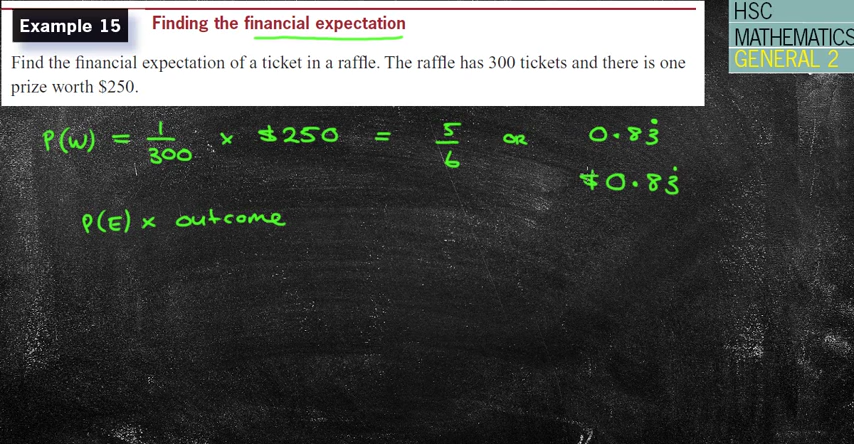 Example 15 Finding the financial expectation
HSC
MATHEMATICS
GENERAL 2
Find the financial expectation of a ticket in a raffle. The raffle has 300 tickets and there is one
prize worth $250.
P(W) = 1/300 × $250 = 5/6 OR 0.83̇
$0.83̇
P(E) × outcome